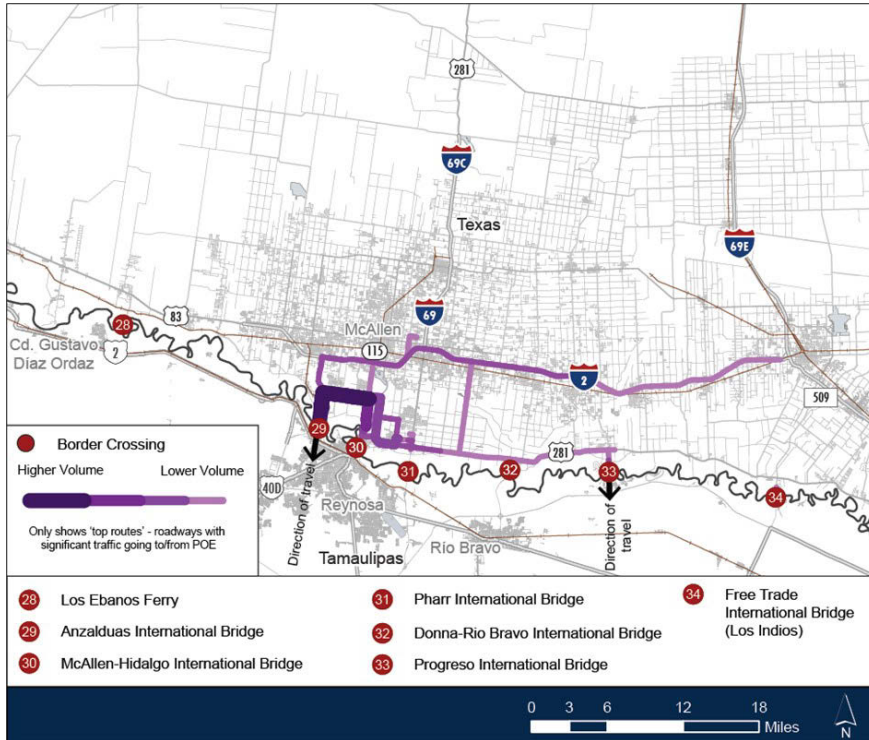 281
69C
Texas
69E
83
69
28
McAllen
Cd. Gustavo
Díaz Ordaz
2
115
2
509
Border Crossing
Higher Volume
Lower Volume
Only shows 'top routes' - roadways with
significant traffic going to/from POE
29
30
281
31
32
33
34
40D
Reynosa
Direction of travel
Direction of
travel
Tamaulipas
Río Bravo
28 Los Ebanos Ferry
29 Anzalduas International Bridge
30 McAllen-Hidalgo International Bridge
31 Pharr International Bridge
32 Donna-Rio Bravo International Bridge
33 Progreso International Bridge
34 Free Trade
International Bridge
(Los Indios)
0 3 6 12 18
Miles
N